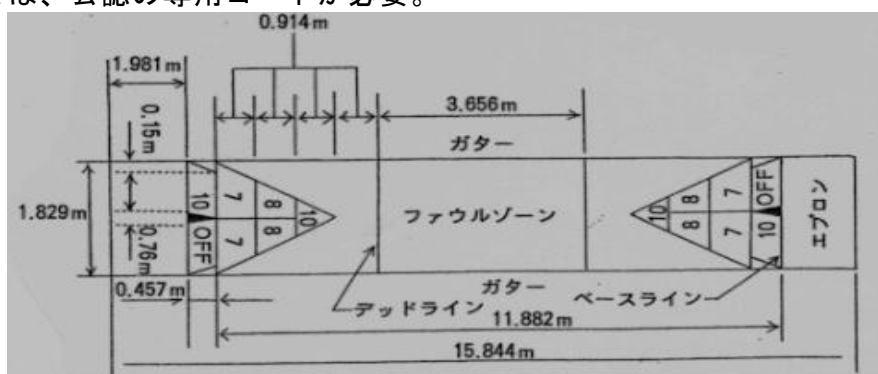 は、公認の専用コートが必要。
0.914m
1.981m
3.656m
0.15m
ガター
1.829m
10 OFF
7
7
8
8
10
ファウルゾーン
10
8
8
7
7
OFF
10
エプロン
0.76m
0.457m
ガター
デッドライン
ベースライン
11.882m
15.844m